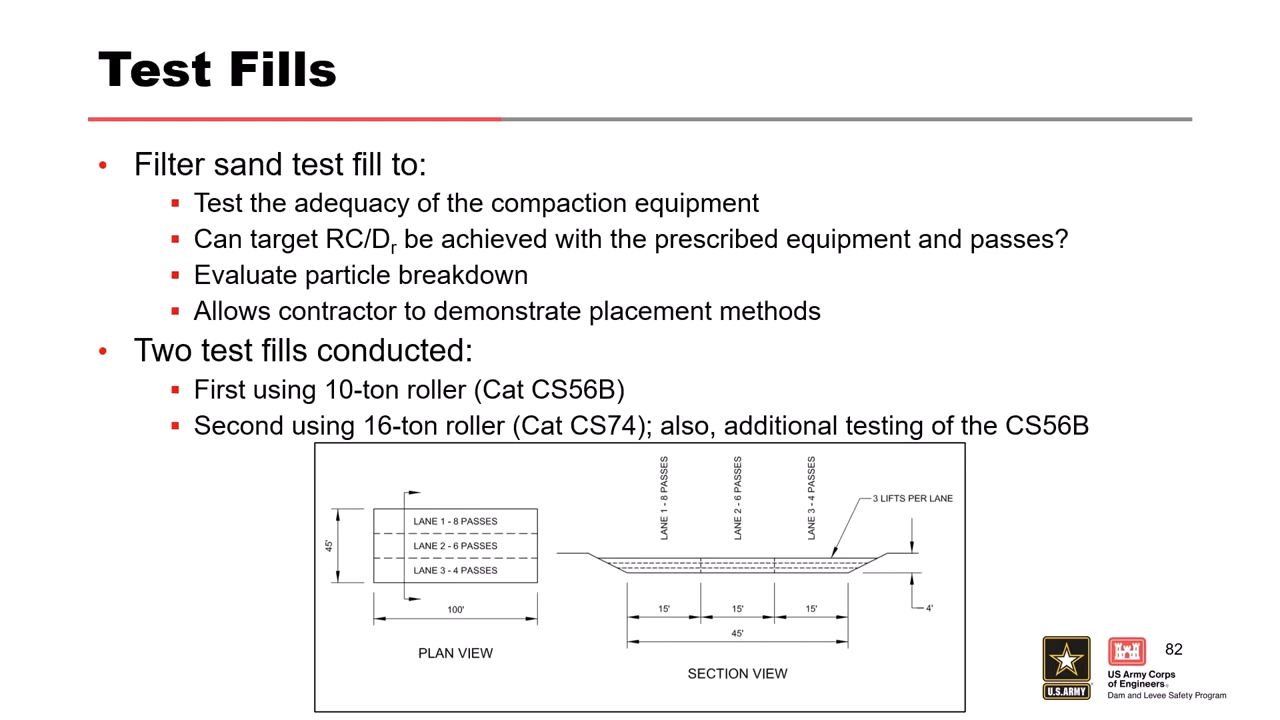 Test Fills
• Filter sand test fill to:
▪ Test the adequacy of the compaction equipment
▪ Can target RC/Dr be achieved with the prescribed equipment and passes?
▪ Evaluate particle breakdown
▪ Allows contractor to demonstrate placement methods
• Two test fills conducted:
▪ First using 10-ton roller (Cat CS56B)
▪ Second using 16-ton roller (Cat CS74); also, additional testing of the CS56B
45'
LANE 1 - 8 PASSES
LANE 2 - 6 PASSES
LANE 3 - 4 PASSES
100'
PLAN VIEW
LANE 1 - 8 PASSES
LANE 2 - 6 PASSES
LANE 3 - 4 PASSES
3 LIFTS PER LANE
15'
15'
15'
4'
45'
SECTION VIEW
U.S.ARMY
US Army Corps
of Engineers®
Dam and Levee Safety Program
82